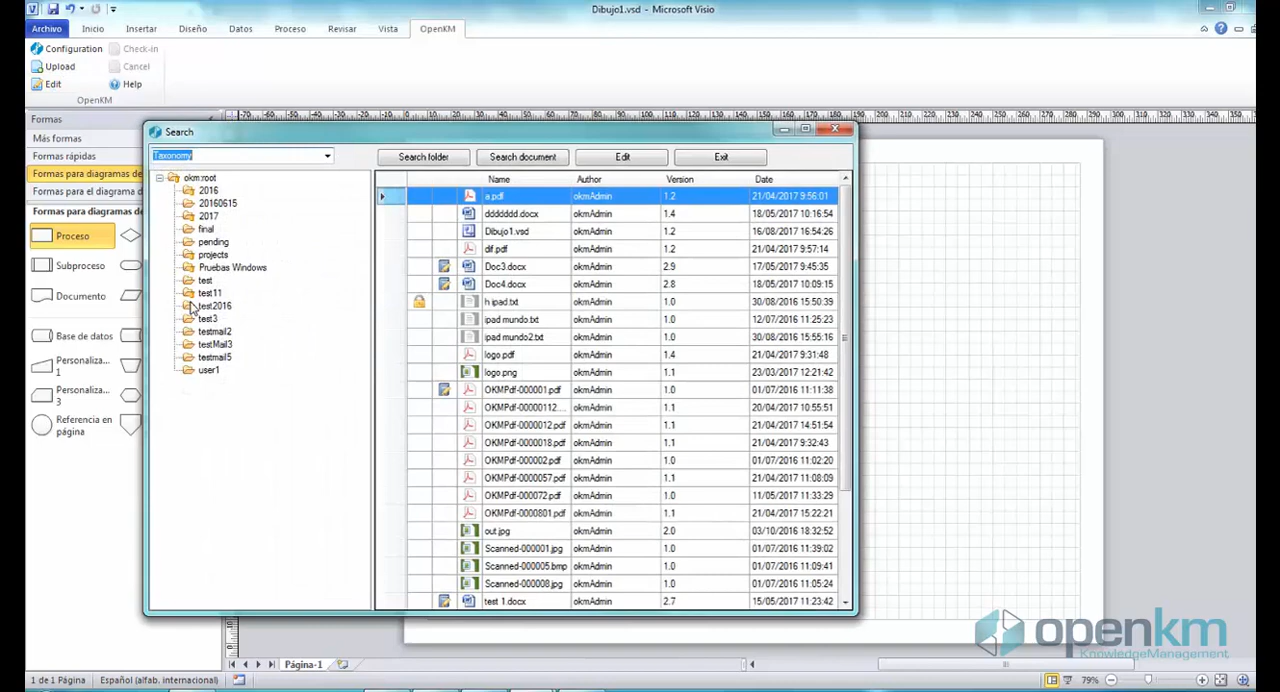 Dibujo1.vsd — Microsoft Visio
Archivo Inicio Insertar Diseño Datos Proceso Revisar Vista OpenKM
Configuration Check-in
Upload Cancel
Edit Help
OpenKM
Formas
Más formas
Formas rápidas
Formas para diagramas de
Formas para el diagrama d
Formas para diagramas de
Proceso
Subproceso
Documento
Base de datos
Personaliza... 1
Personaliza... 3
Referencia en página
Search
Taxonomy
Search folder Search document Edit Exit
okm:root
2016
20160615
2017
final
pending
projects
Pruebas Windows
test
test11
test2016
test3
testmail2
testMail3
testmail5
user1
Name Author Version Date
a.pdf okmAdmin 1.2 21/04/2017 9:56:01
ddddddd.docx okmAdmin 1.4 18/05/2017 10:16:54
Dibujo1.vsd okmAdmin 1.2 16/08/2017 16:54:26
dif.pdf okmAdmin 1.2 21/04/2017 9:57:14
Doc3.docx okmAdmin 2.9 17/05/2017 9:45:35
Doc4.docx okmAdmin 2.8 18/05/2017 10:09:15
h ipad.txt okmAdmin 1.0 30/08/2016 15:50:39
ipad mundo.txt okmAdmin 1.0 12/07/2016 11:25:23
ipad mundo2.txt okmAdmin 1.0 30/08/2016 15:55:16
logo.pdf okmAdmin 1.4 21/04/2017 9:31:48
logo.png okmAdmin 1.1 23/03/2017 12:21:42
OKMPdf-000001.pdf okmAdmin 1.0 01/07/2016 11:11:38
OKMPdf-00000112.... okmAdmin 1.1 20/04/2017 10:55:51
OKMPdf-0000012.pdf okmAdmin 1.1 21/04/2017 14:51:54
OKMPdf-0000018.pdf okmAdmin 1.1 21/04/2017 9:32:43
OKMPdf-000002.pdf okmAdmin 1.0 01/07/2016 11:02:20
OKMPdf-0000057.pdf okmAdmin 1.1 21/04/2017 11:08:09
OKMPdf-000072.pdf okmAdmin 1.0 11/05/2017 11:33:29
OKMPdf-0000801.pdf okmAdmin 1.1 21/04/2017 15:22:21
out.jpg okmAdmin 2.0 03/10/2016 18:32:52
Scanned-000001.jpg okmAdmin 1.0 01/07/2016 11:39:02
Scanned-000005.bmp okmAdmin 1.0 01/07/2016 11:09:41
Scanned-000008.jpg okmAdmin 1.0 01/07/2016 11:05:24
test 1.docx okmAdmin 2.7 15/05/2017 11:23:42
openkm
KnowledgeManagement
Página-1
1 de 1 Página Español (alfab. internacional) 79%